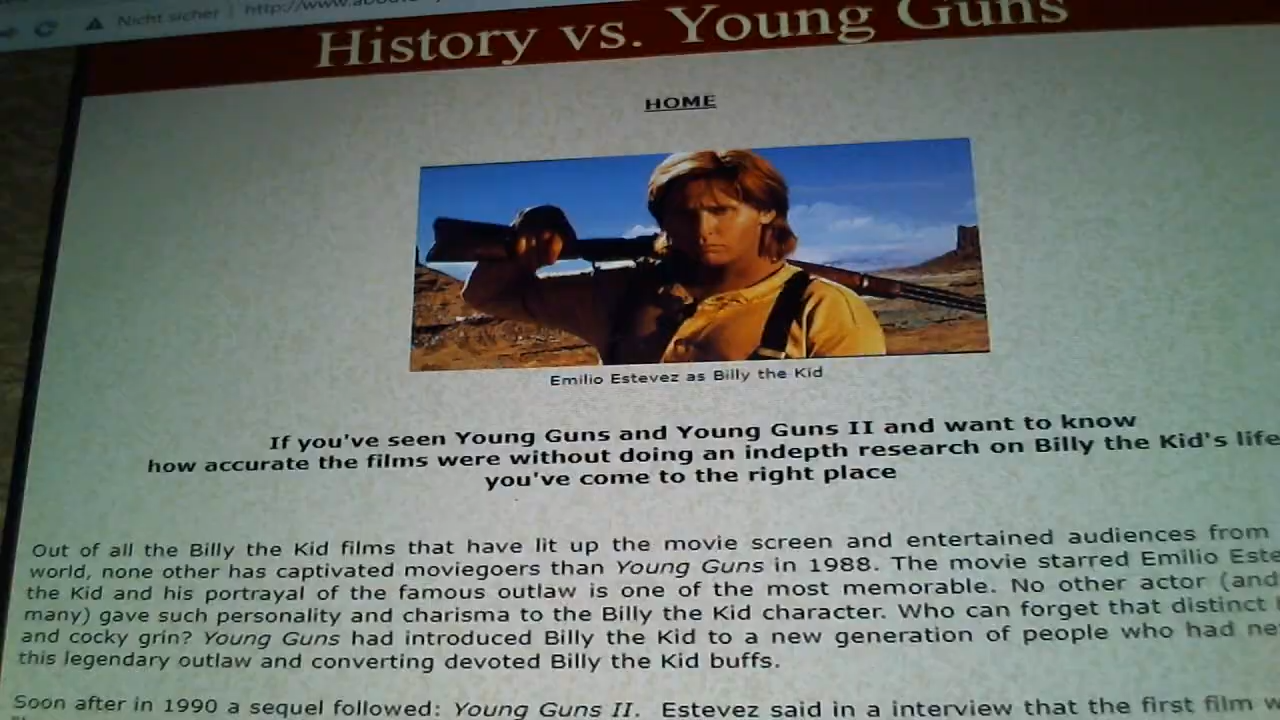 Nicht sicher | http://www.abou
History vs. Young Guns
HOME
Emilio Estevez as Billy the Kid
If you've seen Young Guns and Young Guns II and want to know
how accurate the films were without doing an indepth research on Billy the Kid's life
you've come to the right place
Out of all the Billy the Kid films that have lit up the movie screen and entertained audiences from
world, none other has captivated moviegoers than Young Guns in 1988. The movie starred Emilio Este
the Kid and his portrayal of the famous outlaw is one of the most memorable. No other actor (and
many) gave such personality and charisma to the Billy the Kid character. Who can forget that distinct
and cocky grin? Young Guns had introduced Billy the Kid to a new generation of people who had ne
this legendary outlaw and converting devoted Billy the Kid buffs.
Soon after in 1990 a sequel followed: Young Guns II. Estevez said in a interview that the first film w